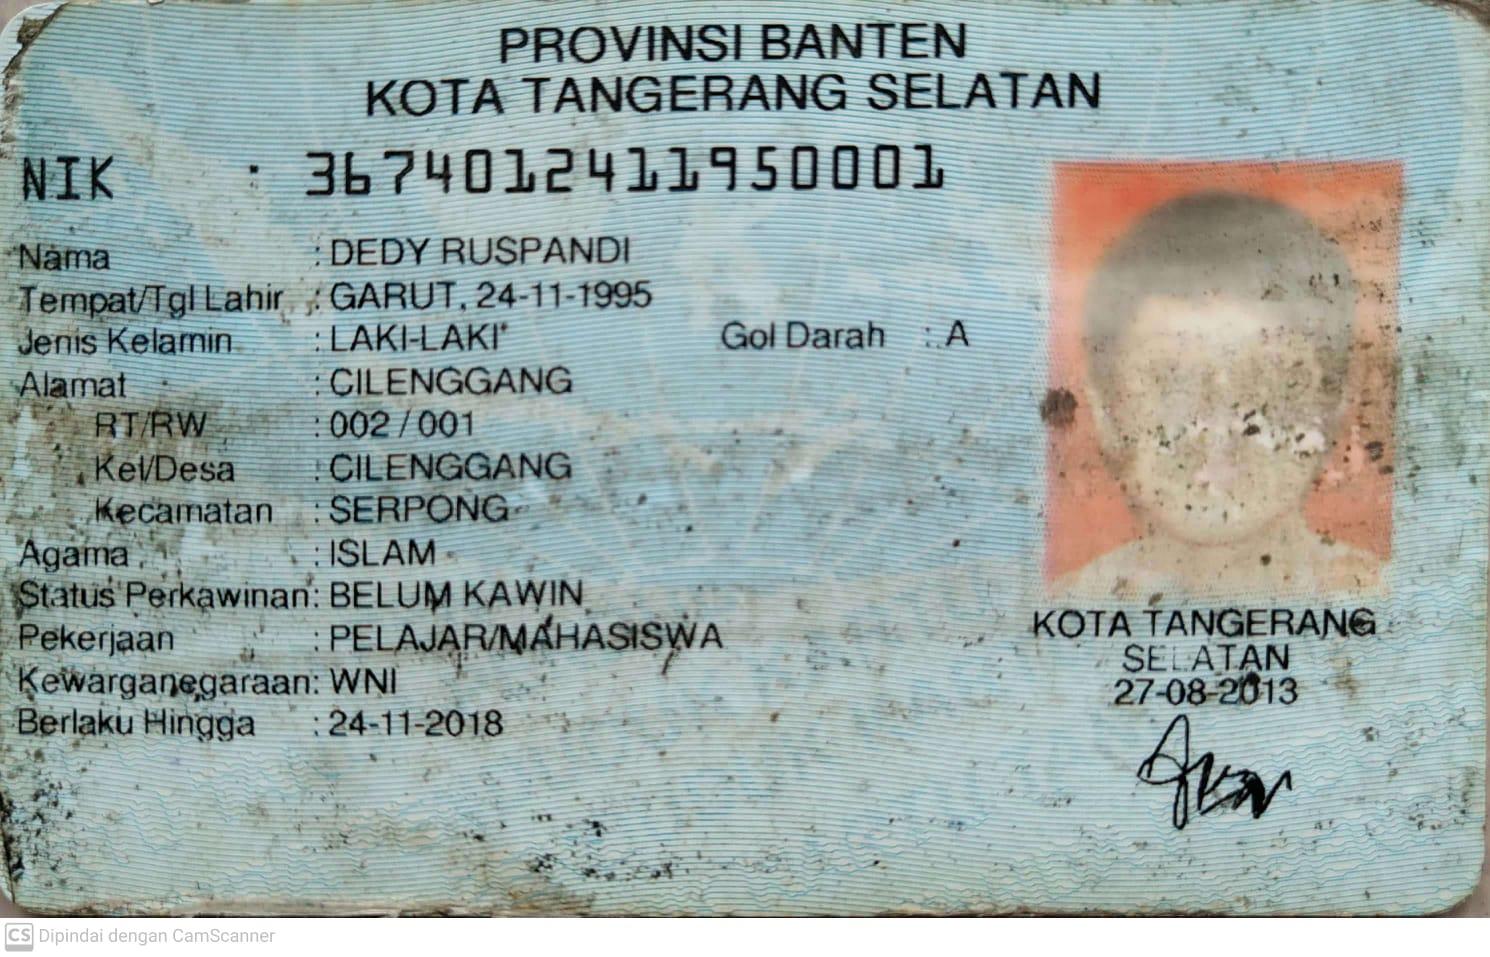 PROVINSI BANTEN
KOTA TANGERANG SELATAN
NIK : 3674012411950001
Nama : DEDY RUSPANDI
Tempat/Tgl Lahir : GARUT, 24-11-1995
Jenis Kelamin : LAKI-LAKI Gol Darah : A
Alamat : CILENGGANG
RT/RW : 002 / 001
Kel/Desa : CILENGGANG
Kecamatan : SERPONG
Agama : ISLAM
Status Perkawinan: BELUM KAWIN
Pekerjaan : PELAJAR/MAHASISWA
Kewarganegaraan: WNI
Berlaku Hingga : 24-11-2018
KOTA TANGERANG
SELATAN
27-08-2013
CS Dipindai dengan CamScanner